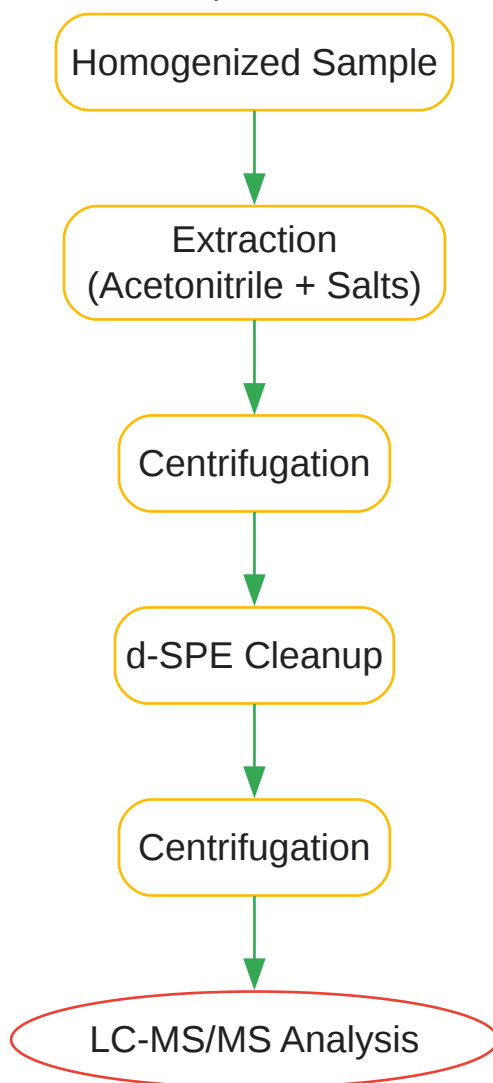 Homogenized Sample
Extraction
(Acetonitrile + Salts)
Centrifugation
d-SPE Cleanup
Centrifugation
LC-MS/MS Analysis